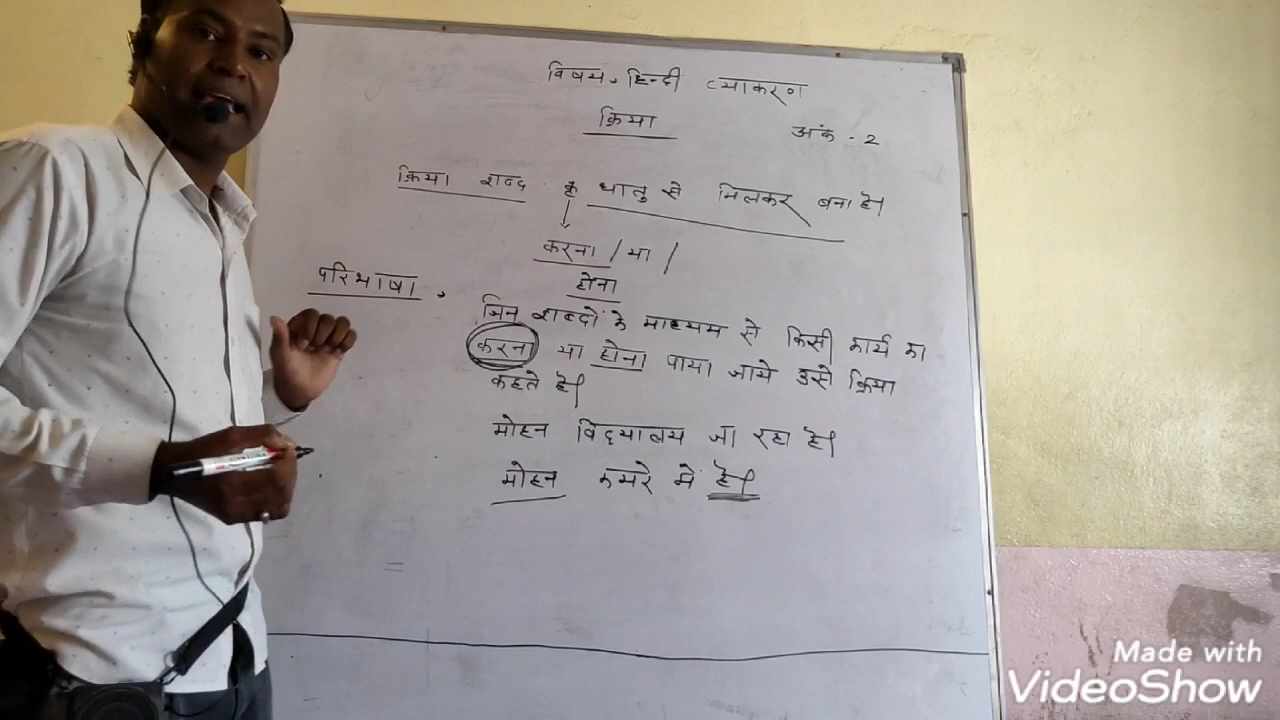 विषय, हिन्दी व्याकरण
क्रिया
अंक - 2
क्रिया शब्द कृ धातु से मिलकर बना है।
करना / या /
होना
परिभाषा,
जिन शब्दों के माध्यम से किसी कार्य का
करना या होना पाया जाये उसे क्रिया
कहते है।
मोहन विद्यालय जा रहा है।
मोहन कमरे में है।
Made with
VideoShow